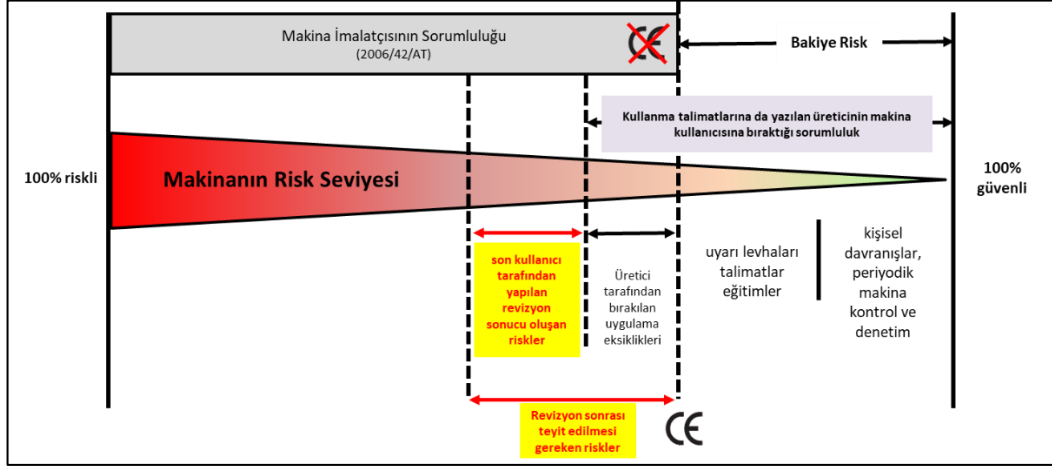 Makina İmalatçısının Sorumluluğu
(2006/42/AT)
CE
Bakiye Risk
Kullanma talimatlarına da yazılan üreticinin makina
kullanıcısına bıraktığı sorumluluk
100% riskli
Makinanın Risk Seviyesi
100%
güvenli
son kullanıcı
tarafından
yapılan
revizyon
sonucu oluşan
riskler
Üretici
tarafından
bırakılan
uygulama
eksiklikleri
uyarı levhaları
talimatlar
eğitimler
kişisel
davranışlar,
periyodik
makina
kontrol ve
denetim
Revizyon sonrası
teyit edilmesi
gereken riskler
CE